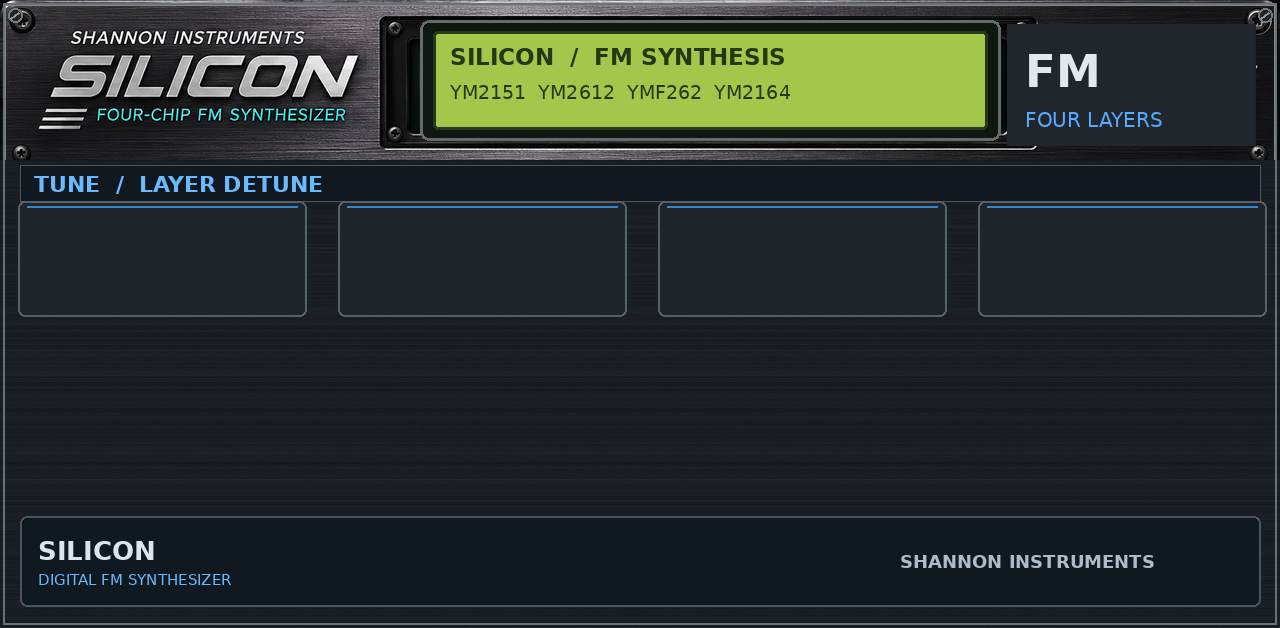 SHANNON INSTRUMENTS
SILICON
FOUR-CHIP FM SYNTHESIZER
SILICON / FM SYNTHESIS
YM2151 YM2612 YMF262 YM2164
FM
FOUR LAYERS
TUNE / LAYER DETUNE
SILICON
DIGITAL FM SYNTHESIZER
SHANNON INSTRUMENTS